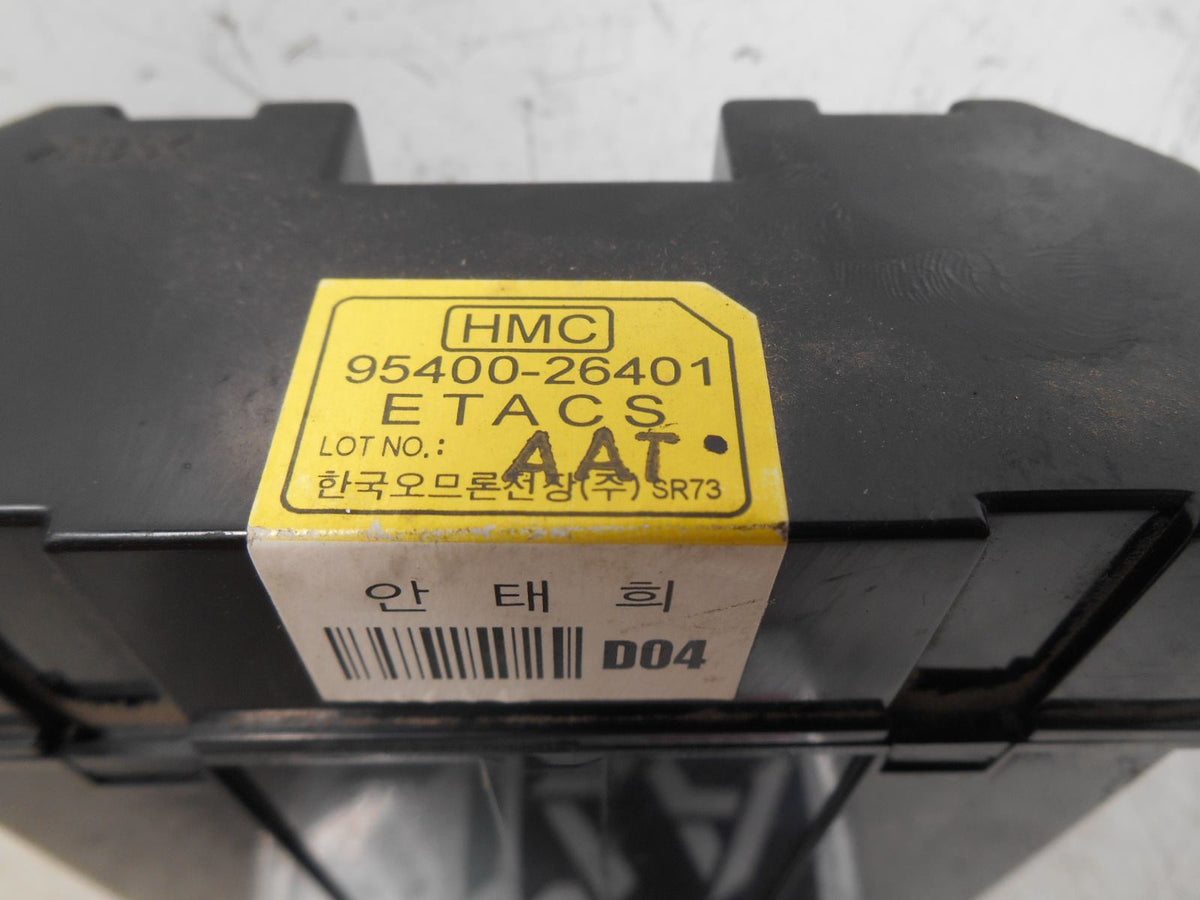 HMC
95400-26401
ETACS
LOT NO.: AAT
한국오므론전장(주) SR73
안 태 희
D04